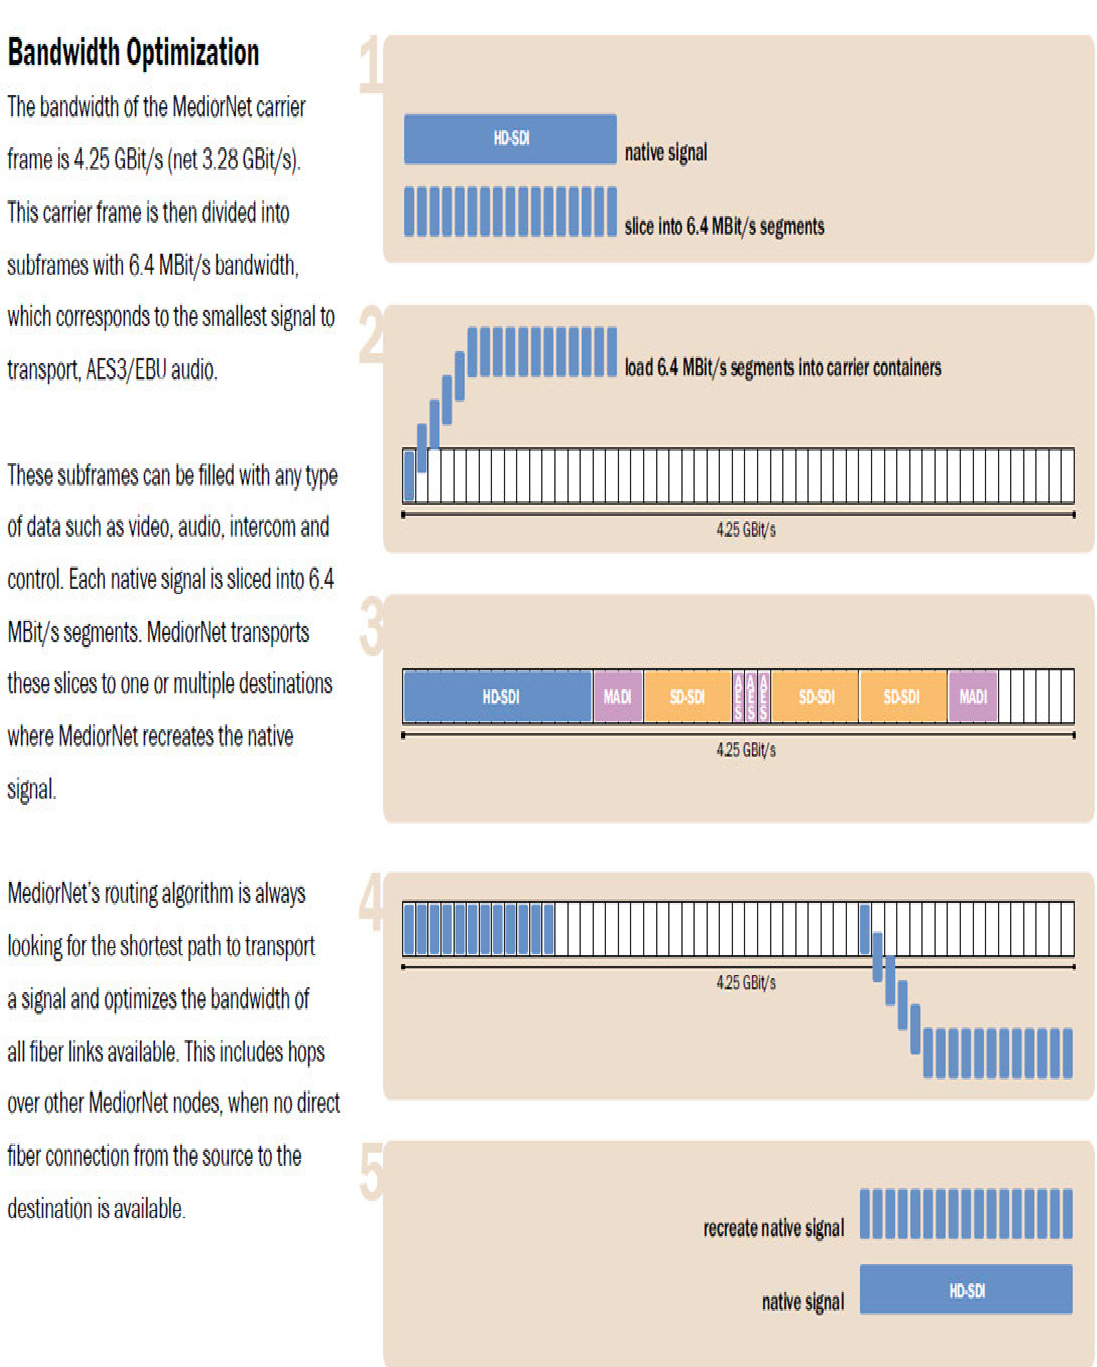 Bandwidth Optimization
The bandwidth of the MediorNet carrier
frame is 4.25 GBit/s (net 3.28 GBit/s).
This carrier frame is then divided into
subframes with 6.4 MBit/s bandwidth,
which corresponds to the smallest signal to
transport, AES3/EBU audio.
These subframes can be filled with any type
of data such as video, audio, intercom and
control. Each native signal is sliced into 6.4
MBit/s segments. MediorNet transports
these slices to one or multiple destinations
where MediorNet recreates the native
signal.
MediorNet's routing algorithm is always
looking for the shortest path to transport
a signal and optimizes the bandwidth of
all fiber links available. This includes hops
over other MediorNet nodes, when no direct
fiber connection from the source to the
destination is available.
1
HD-SDI
native signal
slice into 6.4 MBit/s segments
2
load 6.4 MBit/s segments into carrier containers
4.25 GBit/s
3
HD-SDI MADI SD-SDI AES AES AES SD-SDI SD-SDI MADI
4.25 GBit/s
4
4.25 GBit/s
5
recreate native signal
native signal
HD-SDI